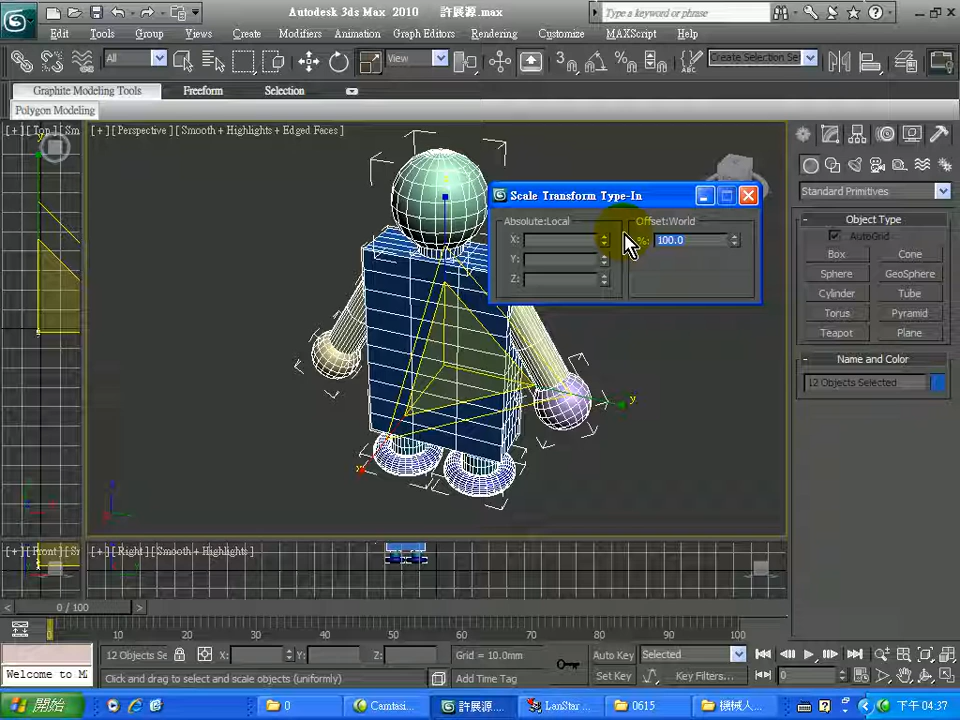 Autodesk 3ds Max 2010 許展源.max
Type a keyword or phrase
Edit Tools Group Views Create Modifiers Animation Graph Editors Rendering Customize MAXScript Help
All View Create Selection Se
Graphite Modeling Tools Freeform Selection
Polygon Modeling
[+][Top][Sm
[+][Perspective][Smooth + Highlights + Edged Faces]
Scale Transform Type-In
Absolute:Local Offset:World
X: %: 100.0
Y:
Z:
y
x
y
Standard Primitives
Object Type
AutoGrid
Box Cone
Sphere GeoSphere
Cylinder Tube
Torus Pyramid
Teapot Plane
Name and Color
12 Objects Selected
[+][Front][Sm
[+][Right][Smooth + Highlights]
0 / 100
0 10 20 30 40 50 60 70 80 90 100
12 Objects Se X: Y: Z: Grid = 10.0mm Auto Key Selected
Welcome to M Click and drag to select and scale objects (uniformly) Add Time Tag Set Key Key Filters... 0
開始 0 Camtasi... 許展源.... LanStar ... 0615 機械人... 下午 04:37